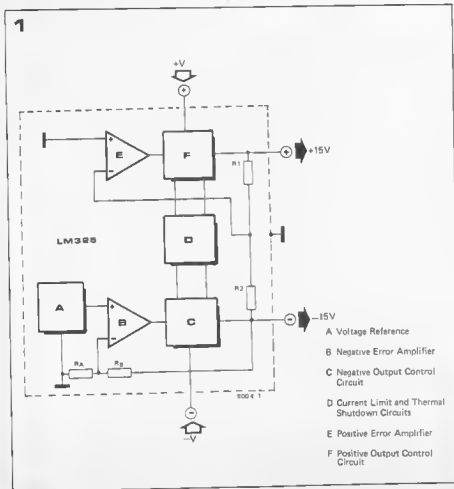 1
+V
+
+
−
E
F
R1
+
+15V
LM325
D
R2
A
+
−
B
C
−
−15V
RA
RB
−
−V
A Voltage Reference
B Negative Error Amplifier
C Negative Output Control
Circuit
D Current Limit and Thermal
Shutdown Circuits
E Positive Error Amplifier
F Positive Output Control
Circuit